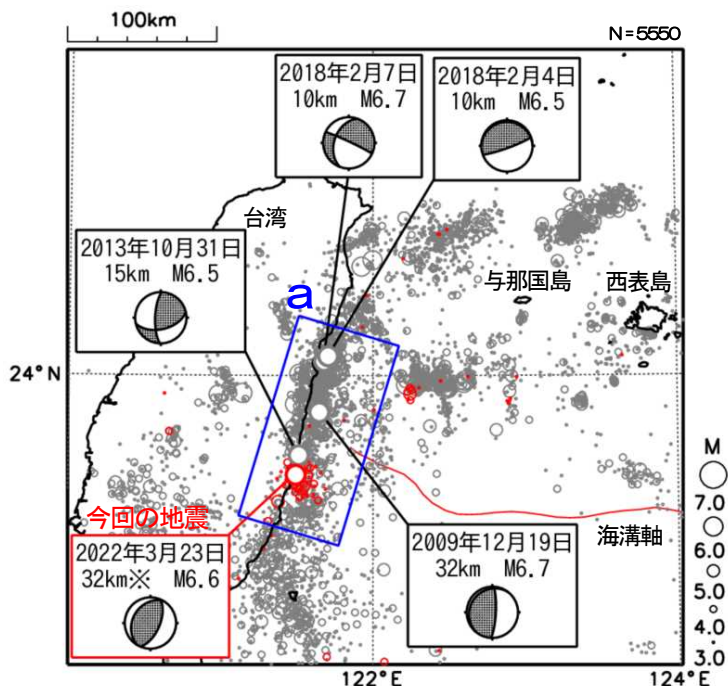 100km
N=5550
2018年2月7日
10km M6.7
2018年2月4日
10km M6.5
台湾
2013年10月31日
15km M6.5
a
与那国島
西表島
24°N
今回の地震
2022年3月23日
32km※ M6.6
2009年12月19日
32km M6.7
海溝軸
M
7.0
6.0
5.0
4.0
3.0
122°E
124°E